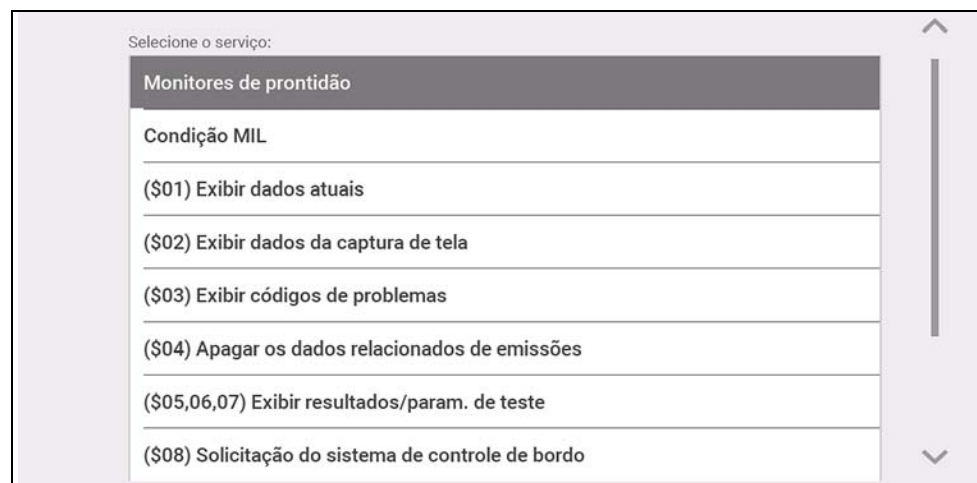 Selecione o serviço:
Monitores de prontidão
Condição MIL
($01) Exibir dados atuais
($02) Exibir dados da captura de tela
($03) Exibir códigos de problemas
($04) Apagar os dados relacionados de emissões
($05,06,07) Exibir resultados/param. de teste
($08) Solicitação do sistema de controle de bordo